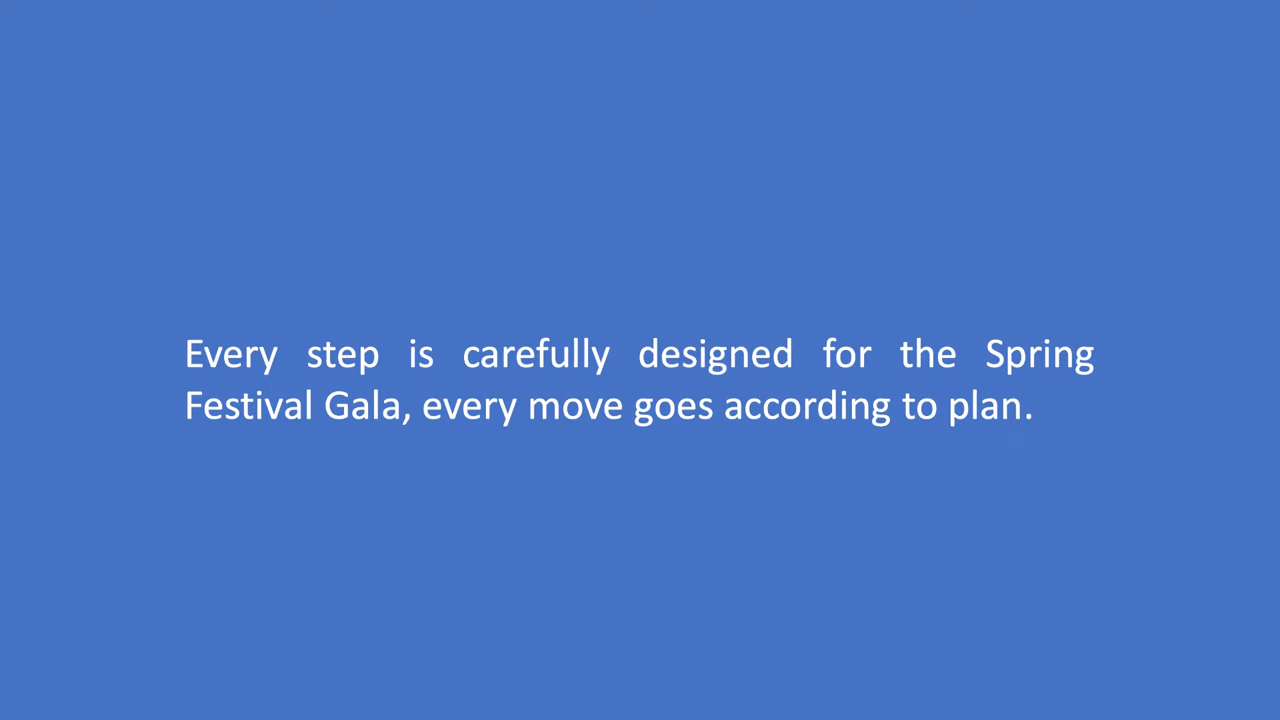 Every step is carefully designed for the Spring
Festival Gala, every move goes according to plan.